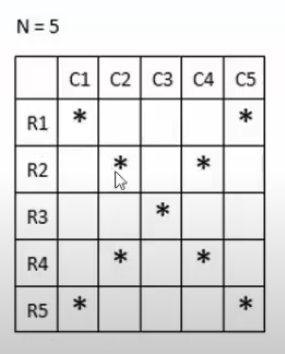 N = 5
C1 C2 C3 C4 C5
R1 * *
R2 * *
R3 *
R4 * *
R5 * *